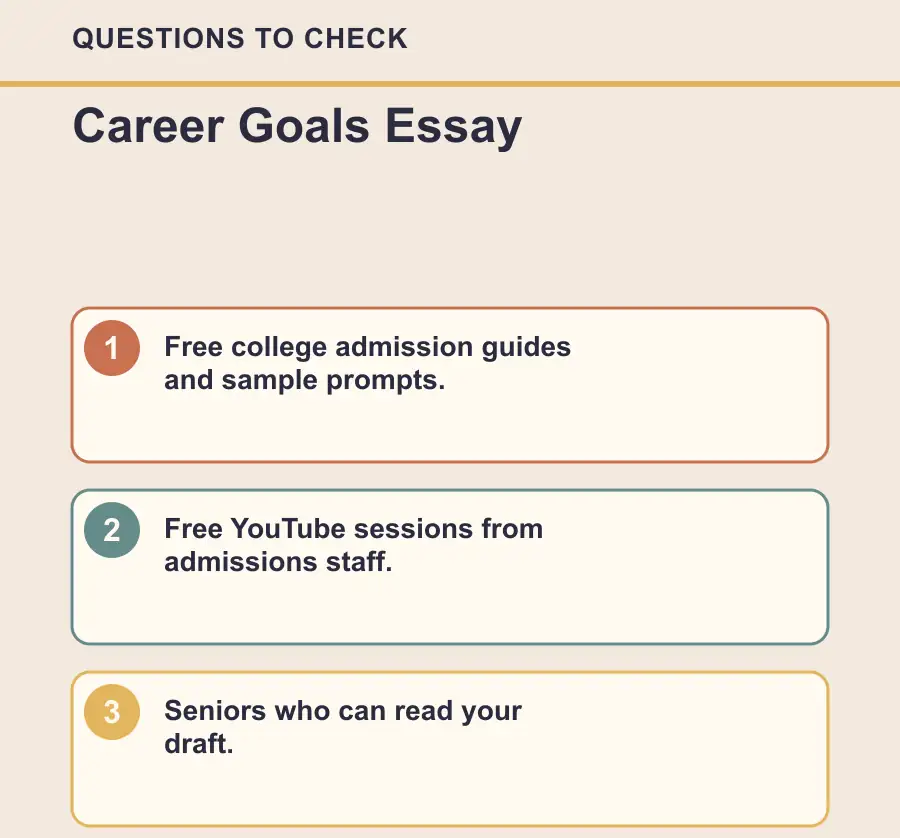 QUESTIONS TO CHECK
Career Goals Essay
1
Free college admission guides
and sample prompts.
2
Free YouTube sessions from
admissions staff.
3
Seniors who can read your
draft.